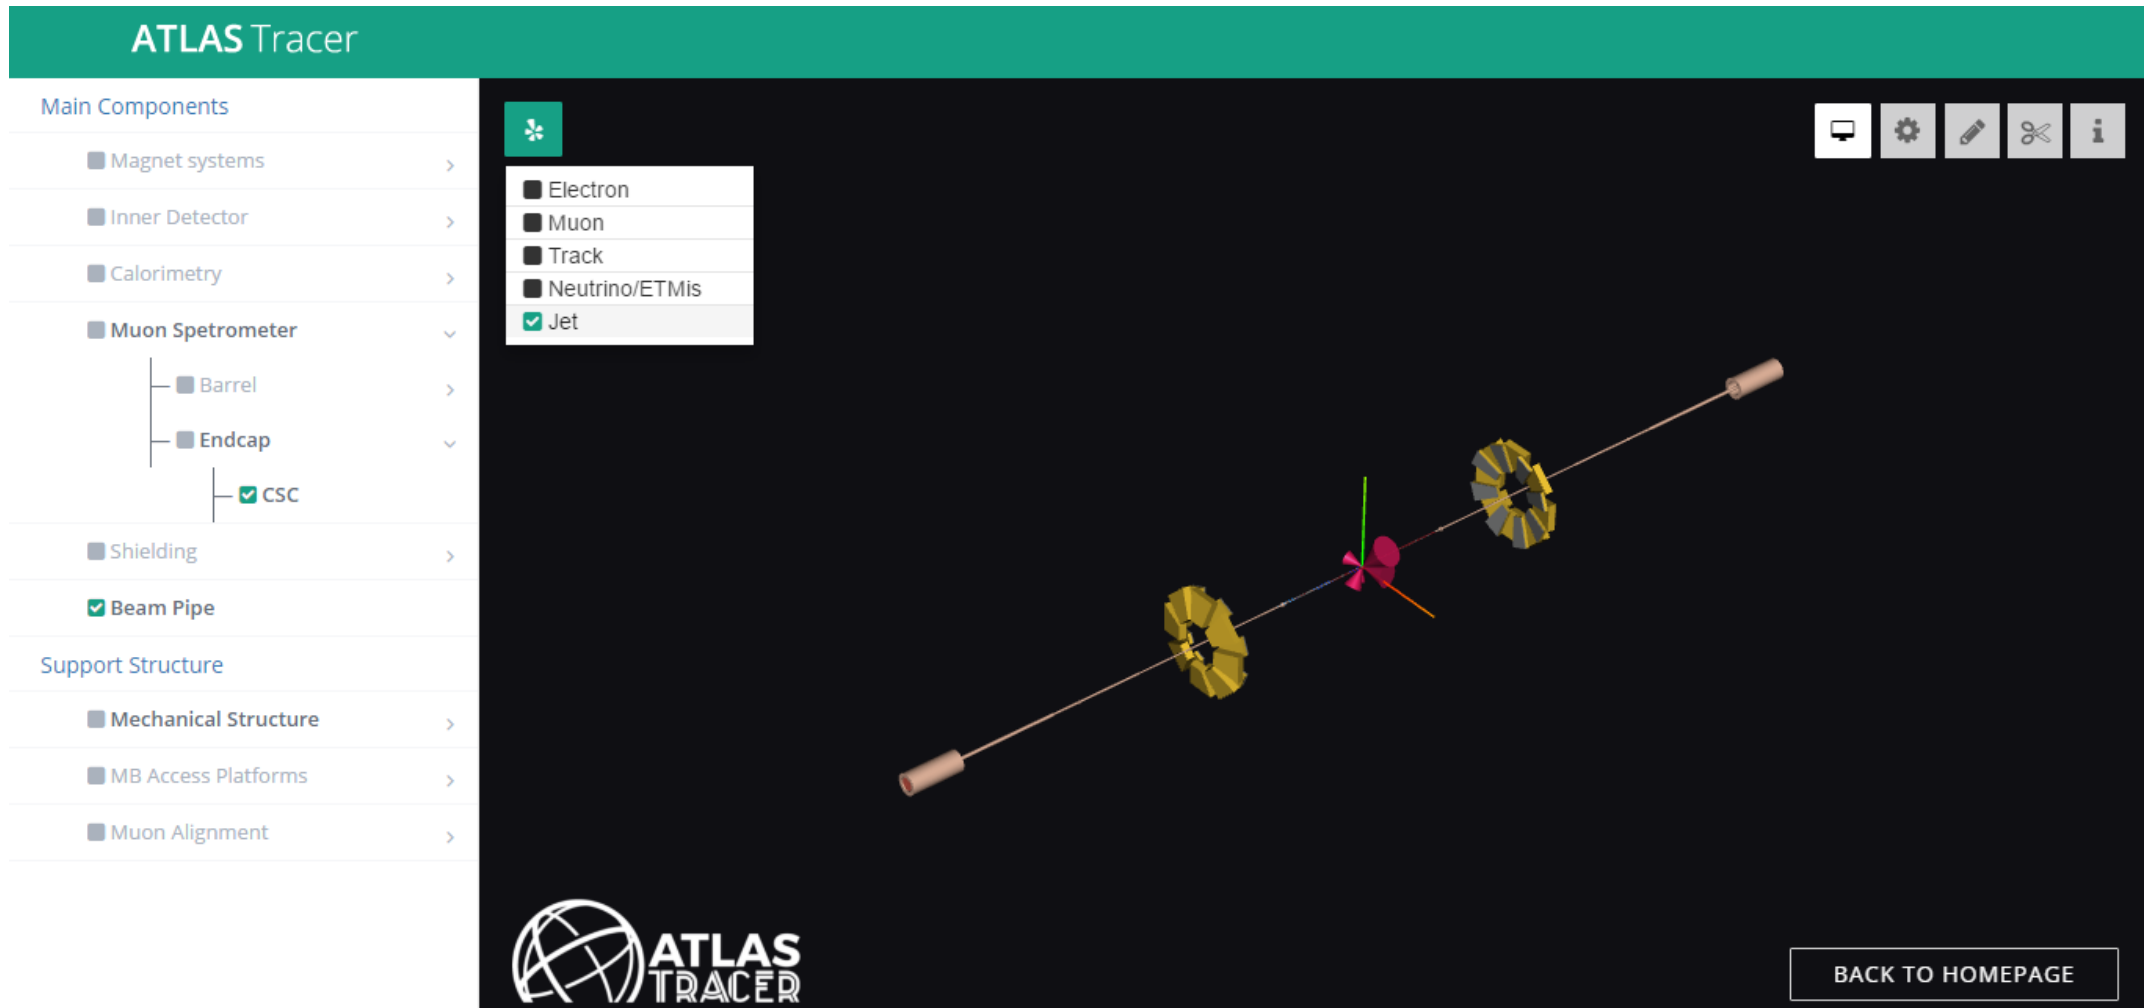 ATLAS Tracer
Main Components
Magnet systems
Inner Detector
Calorimetry
Muon Spetrometer
Barrel
Endcap
CSC
Shielding
Beam Pipe
Support Structure
Mechanical Structure
MB Access Platforms
Muon Alignment
Electron
Muon
Track
Neutrino/ETMis
Jet
ATLAS
TRACER
BACK TO HOMEPAGE